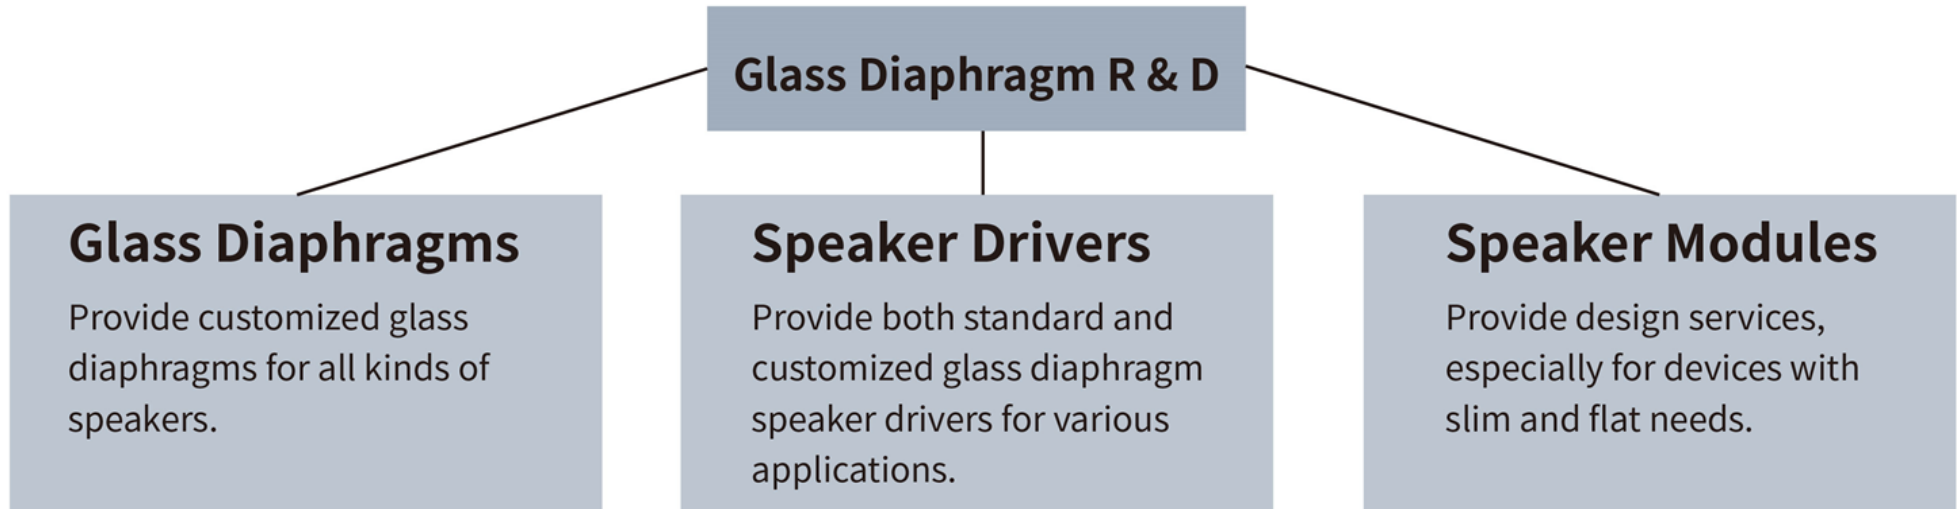 Glass Diaphragm R & D
Glass Diaphragms
Provide customized glass
diaphragms for all kinds of
speakers.
Speaker Drivers
Provide both standard and
customized glass diaphragm
speaker drivers for various
applications.
Speaker Modules
Provide design services,
especially for devices with
slim and flat needs.